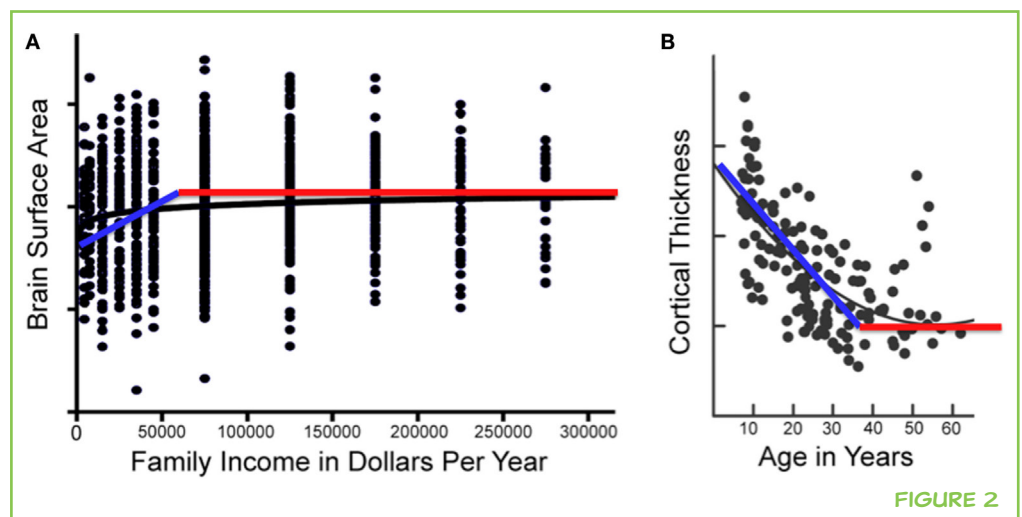 A
Brain Surface Area
0 50000 100000 150000 200000 250000 300000
Family Income in Dollars Per Year
B
Cortical Thickness
10 20 30 40 50 60
Age in Years
FIGURE 2